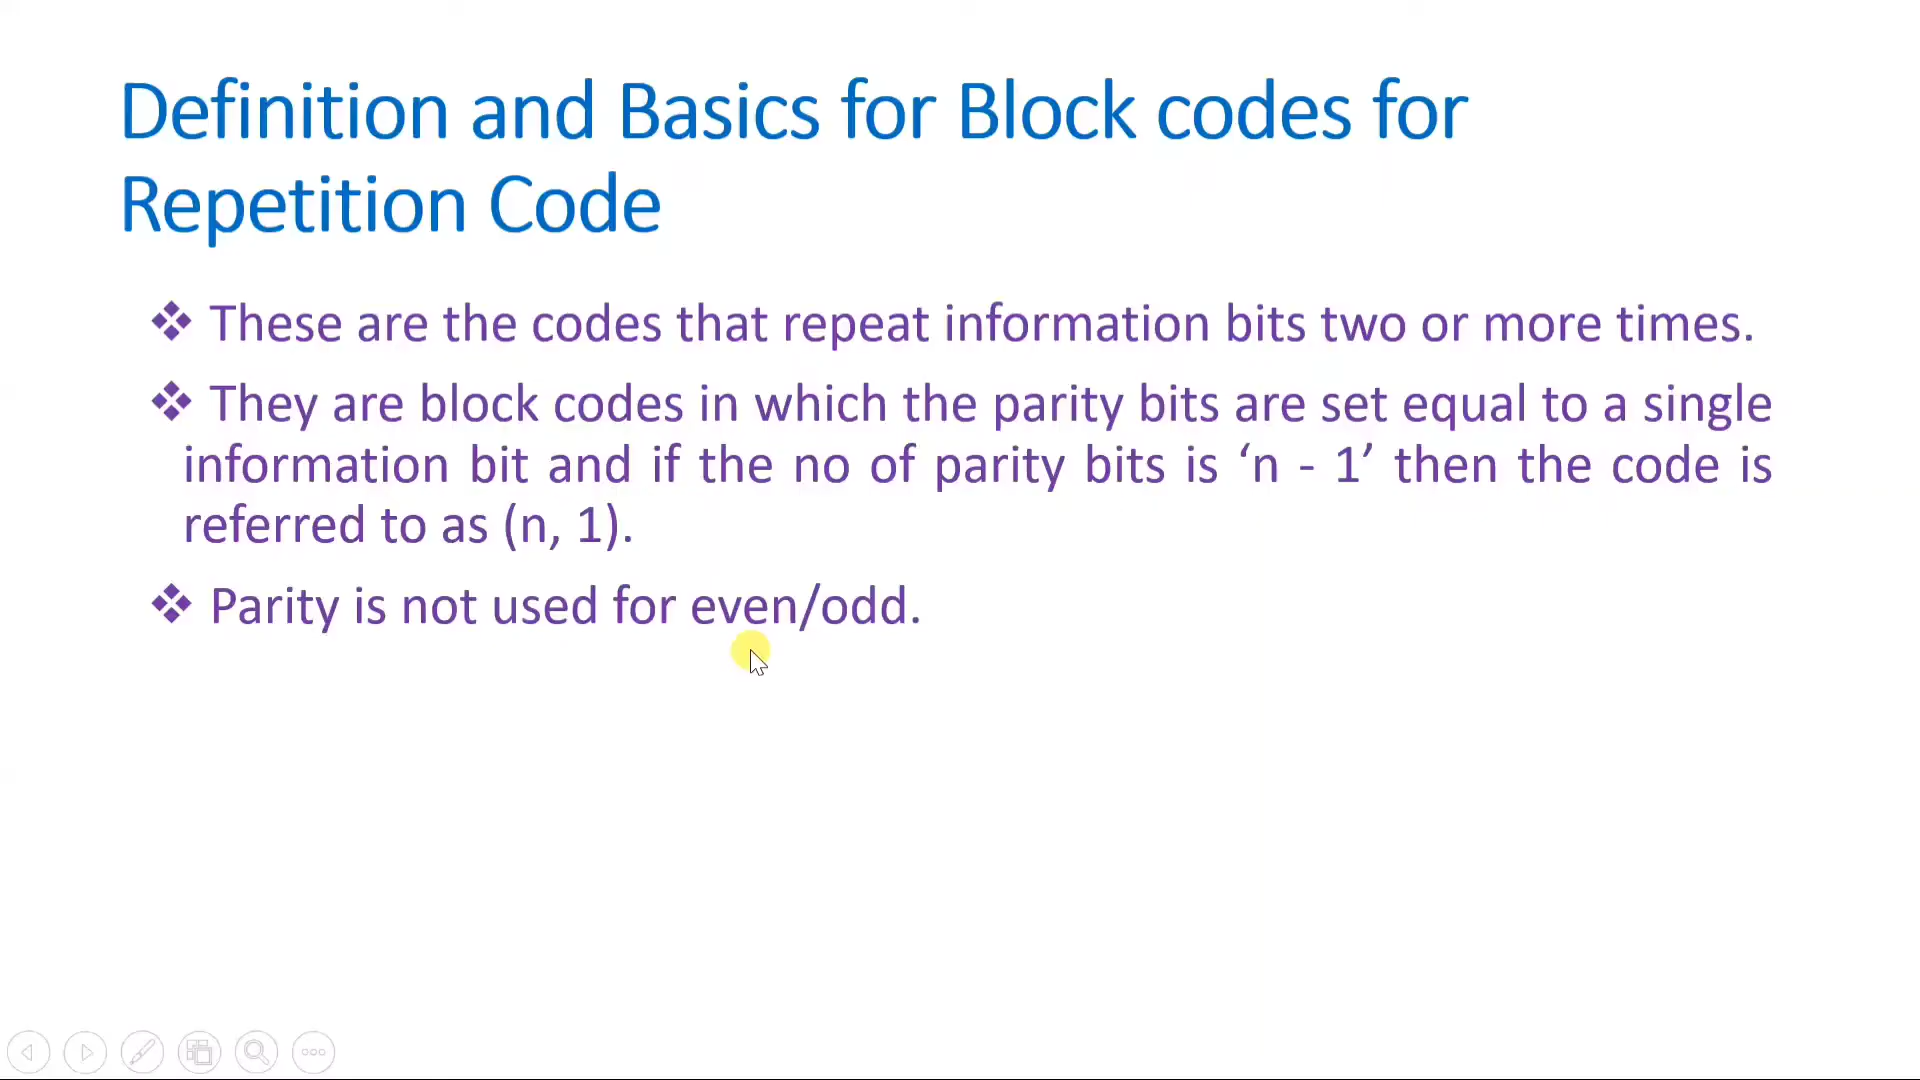 Definition and Basics for Block codes for
Repetition Code
❖ These are the codes that repeat information bits two or more times.
❖ They are block codes in which the parity bits are set equal to a single
information bit and if the no of parity bits is ‘n - 1’ then the code is
referred to as (n, 1).
❖ Parity is not used for even/odd.